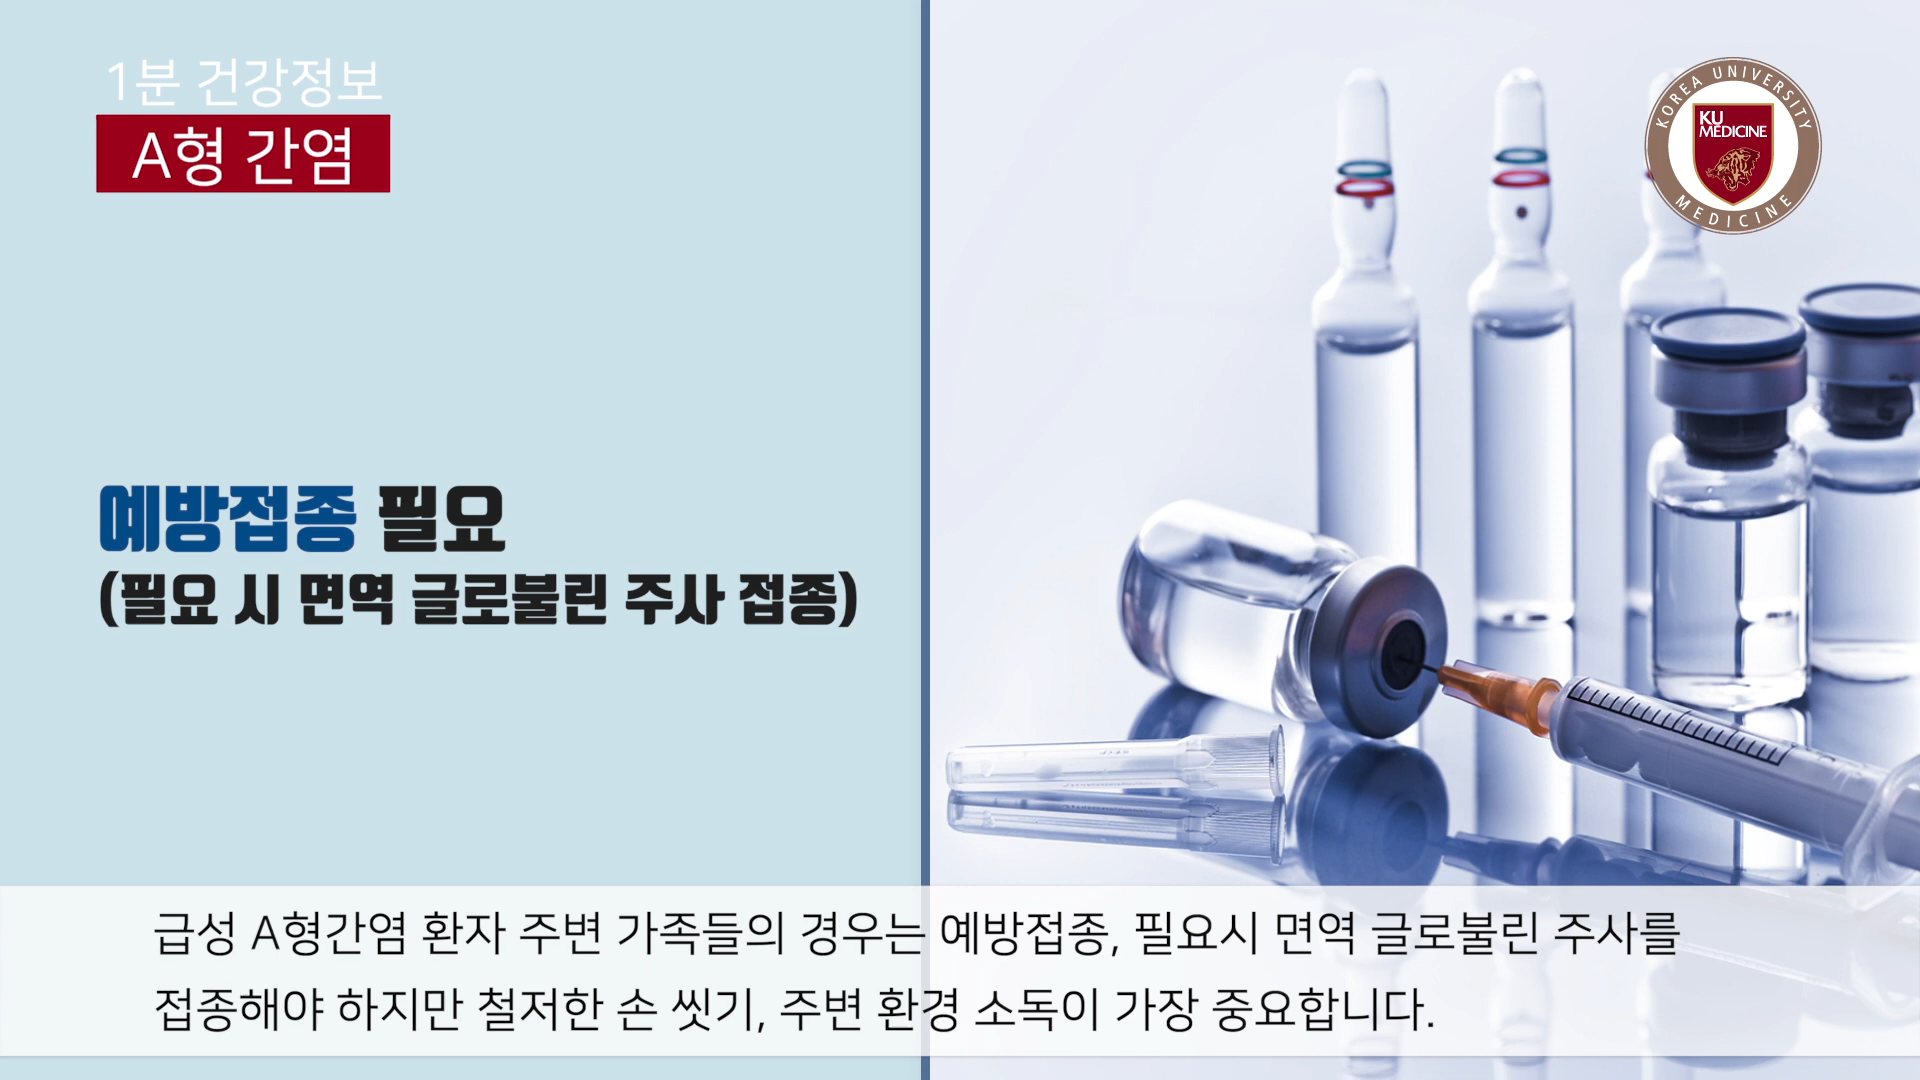 1분 건강정보
A형 간염
KOREA UNIVERSITY
KU
MEDICINE
MEDICINE
예방접종 필요
(필요 시 면역 글로불린 주사 접종)
급성 A형간염 환자 주변 가족들의 경우는 예방접종, 필요시 면역 글로불린 주사를
접종해야 하지만 철저한 손 씻기, 주변 환경 소독이 가장 중요합니다.